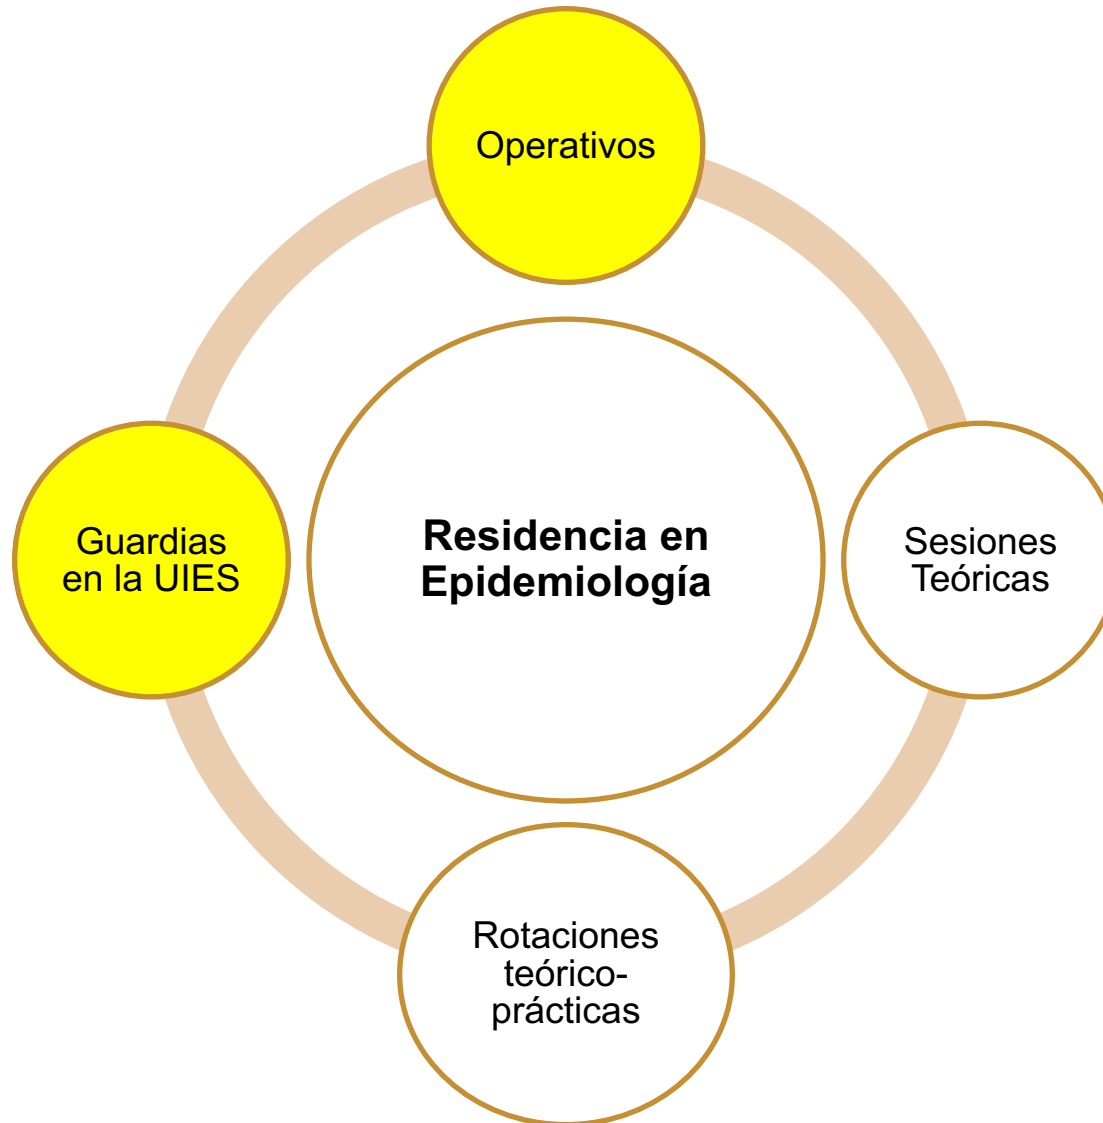 Operativos
Guardias
en la UIES
Residencia en
Epidemiología
Sesiones
Teóricas
Rotaciones
teórico-
prácticas